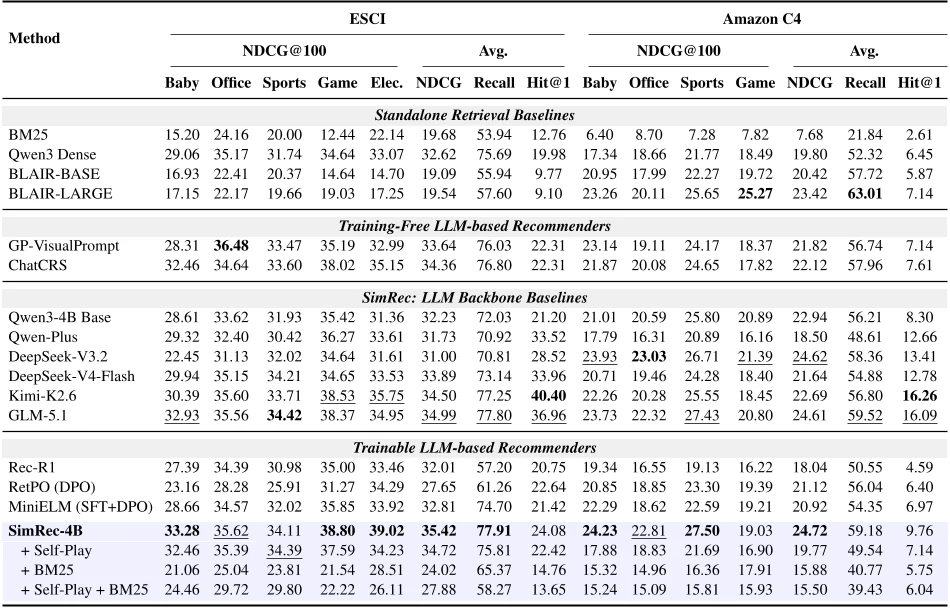 ESCI Amazon C4
Method
NDCG@100 Avg. NDCG@100 Avg.
Baby Office Sports Game Elec. NDCG Recall Hit@1 Baby Office Sports Game NDCG Recall Hit@1
Standalone Retrieval Baselines
BM25 15.20 24.16 20.00 12.44 22.14 19.68 53.94 12.76 6.40 8.70 7.28 7.82 7.68 21.84 2.61
Qwen3 Dense 29.06 35.17 31.74 34.64 33.07 32.62 75.69 19.98 17.34 18.66 21.77 18.49 19.80 52.32 6.45
BLAIR-BASE 16.93 22.41 20.37 14.64 14.70 19.09 55.94 9.77 20.95 17.99 22.27 19.72 20.42 57.72 5.87
BLAIR-LARGE 17.15 22.17 19.66 19.03 17.25 19.54 57.60 9.10 23.26 20.11 25.65 25.27 23.42 63.01 7.14
Training-Free LLM-based Recommenders
GP-VisualPrompt 28.31 36.48 33.47 35.19 32.99 33.64 76.03 22.31 23.14 19.11 24.17 18.37 21.82 56.74 7.14
ChatCRS 32.46 34.64 33.60 38.02 35.15 34.36 76.80 22.31 21.87 20.08 24.65 17.82 22.12 57.96 7.61
SimRec: LLM Backbone Baselines
Qwen3-4B Base 28.61 33.62 31.93 35.42 31.36 32.23 72.03 21.20 21.01 20.59 25.80 20.89 22.94 56.21 8.30
Qwen-Plus 29.32 32.40 30.42 36.27 33.61 31.73 70.92 33.52 17.79 16.31 20.89 16.16 18.50 48.61 12.66
DeepSeek-V3.2 22.45 31.13 32.02 34.64 31.61 31.00 70.81 28.52 23.93 23.03 26.71 21.39 24.62 58.36 13.41
DeepSeek-V4-Flash 29.94 35.15 34.21 34.65 33.53 33.89 73.14 33.96 20.71 19.46 24.28 18.40 21.64 54.88 12.78
Kimi-K2.6 30.39 35.60 33.71 38.53 35.75 34.50 77.25 40.40 22.26 20.28 25.55 18.45 22.69 56.80 16.26
GLM-5.1 32.93 35.56 34.42 38.37 34.95 34.99 77.80 36.96 23.73 22.32 27.43 20.80 24.61 59.52 16.09
Trainable LLM-based Recommenders
Rec-R1 27.39 34.39 30.98 35.00 33.46 32.01 57.20 20.75 19.34 16.55 19.13 16.22 18.04 50.55 4.59
RetPO (DPO) 23.16 28.28 25.91 31.27 34.29 27.65 61.26 22.64 20.17 18.85 23.30 19.39 21.12 56.04 6.40
MiniELM (SFT+DPO) 28.66 34.57 32.02 35.85 33.92 32.81 74.70 21.42 22.29 18.62 22.59 19.21 20.92 54.35 6.97
SimRec-4B 33.28 35.62 34.11 38.80 39.02 35.42 77.91 24.08 24.23 22.81 27.50 19.03 24.72 59.18 9.76
+ Self-Play 32.46 35.39 34.39 37.59 34.23 34.72 75.81 22.42 17.88 18.83 21.69 16.90 19.77 49.54 7.14
+ BM25 21.06 25.04 23.81 21.54 28.51 24.02 65.37 14.76 15.32 14.96 16.36 17.91 15.88 40.77 5.75
+ Self-Play + BM25 24.46 29.72 29.80 22.22 26.11 27.88 58.27 13.65 15.24 15.09 15.81 15.93 15.50 39.43 6.04